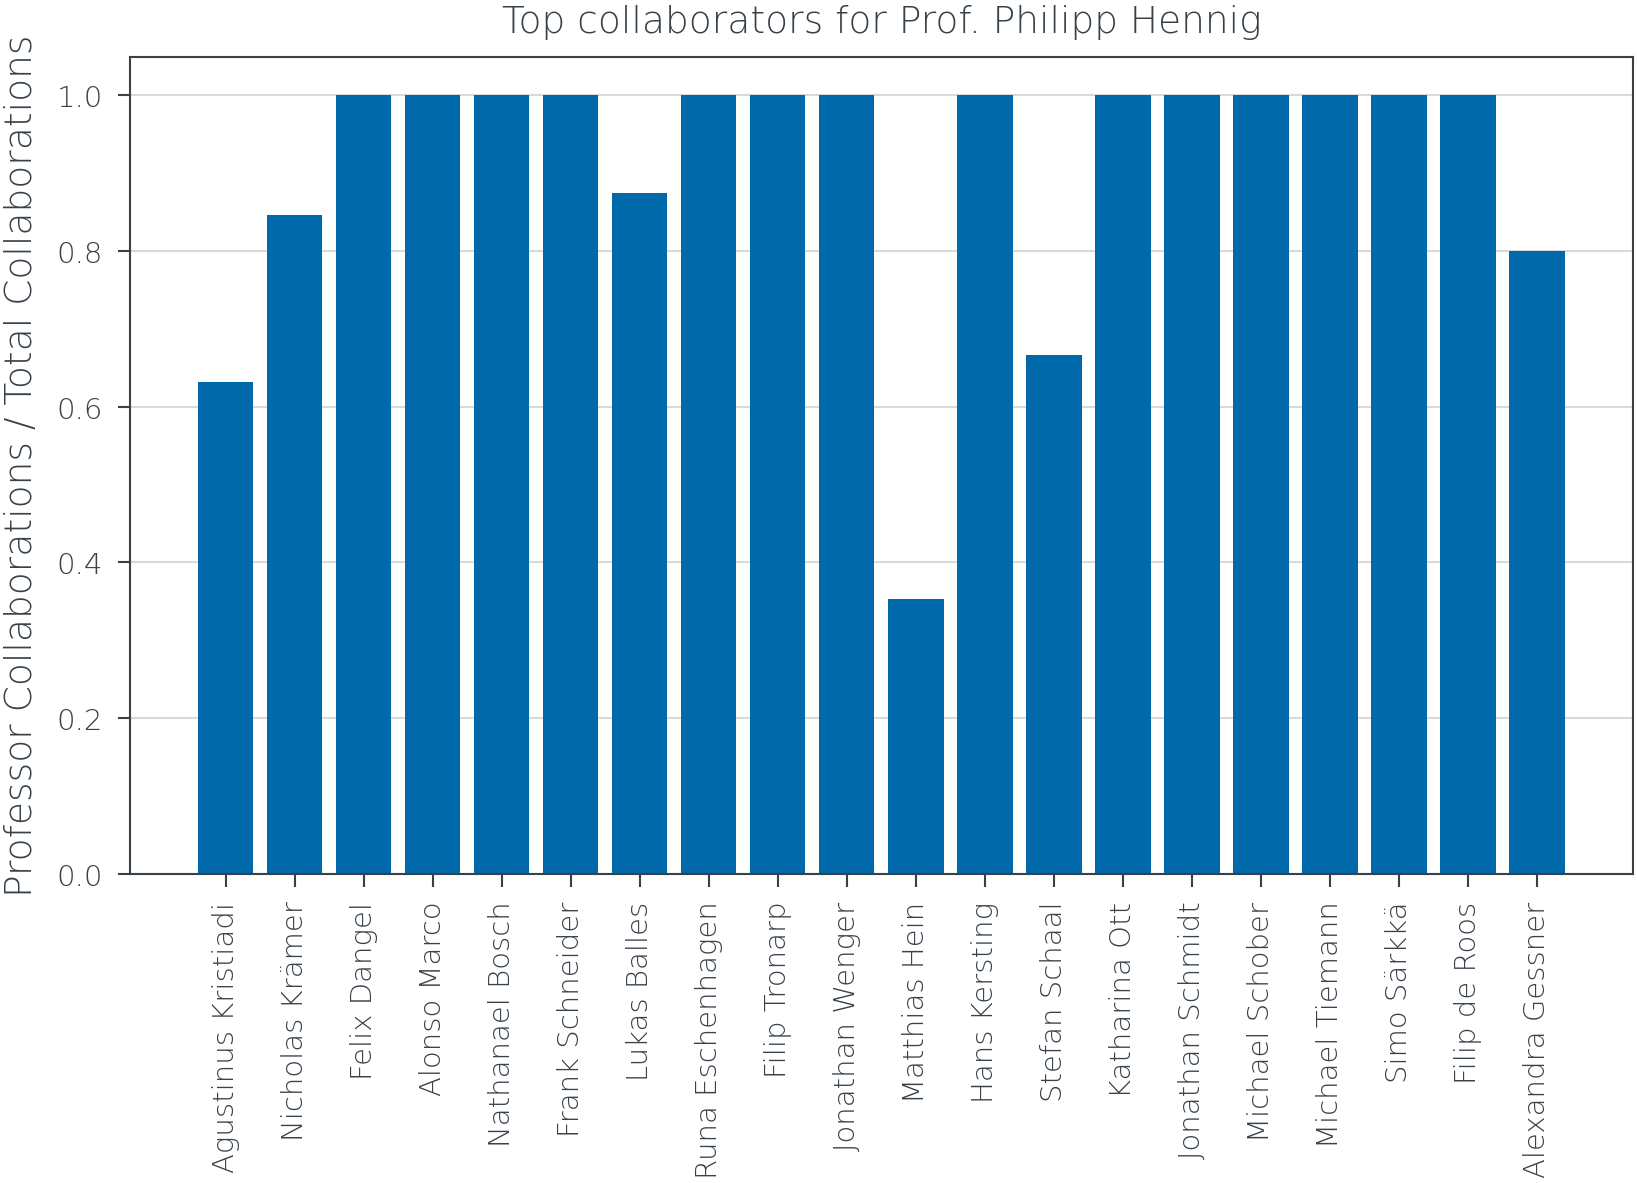 Top collaborators for Prof. Philipp Hennig
Professor Collaborations / Total Collaborations
1.0
0.8
0.6
0.4
0.2
0.0
Agustinus Kristiadi
Nicholas Krämer
Felix Dangel
Alonso Marco
Nathanael Bosch
Frank Schneider
Lukas Balles
Runa Eschenhagen
Filip Tronarp
Jonathan Wenger
Matthias Hein
Hans Kersting
Stefan Schaal
Katharina Ott
Jonathan Schmidt
Michael Schober
Michael Tiemann
Simo Särkkä
Filip de Roos
Alexandra Gessner